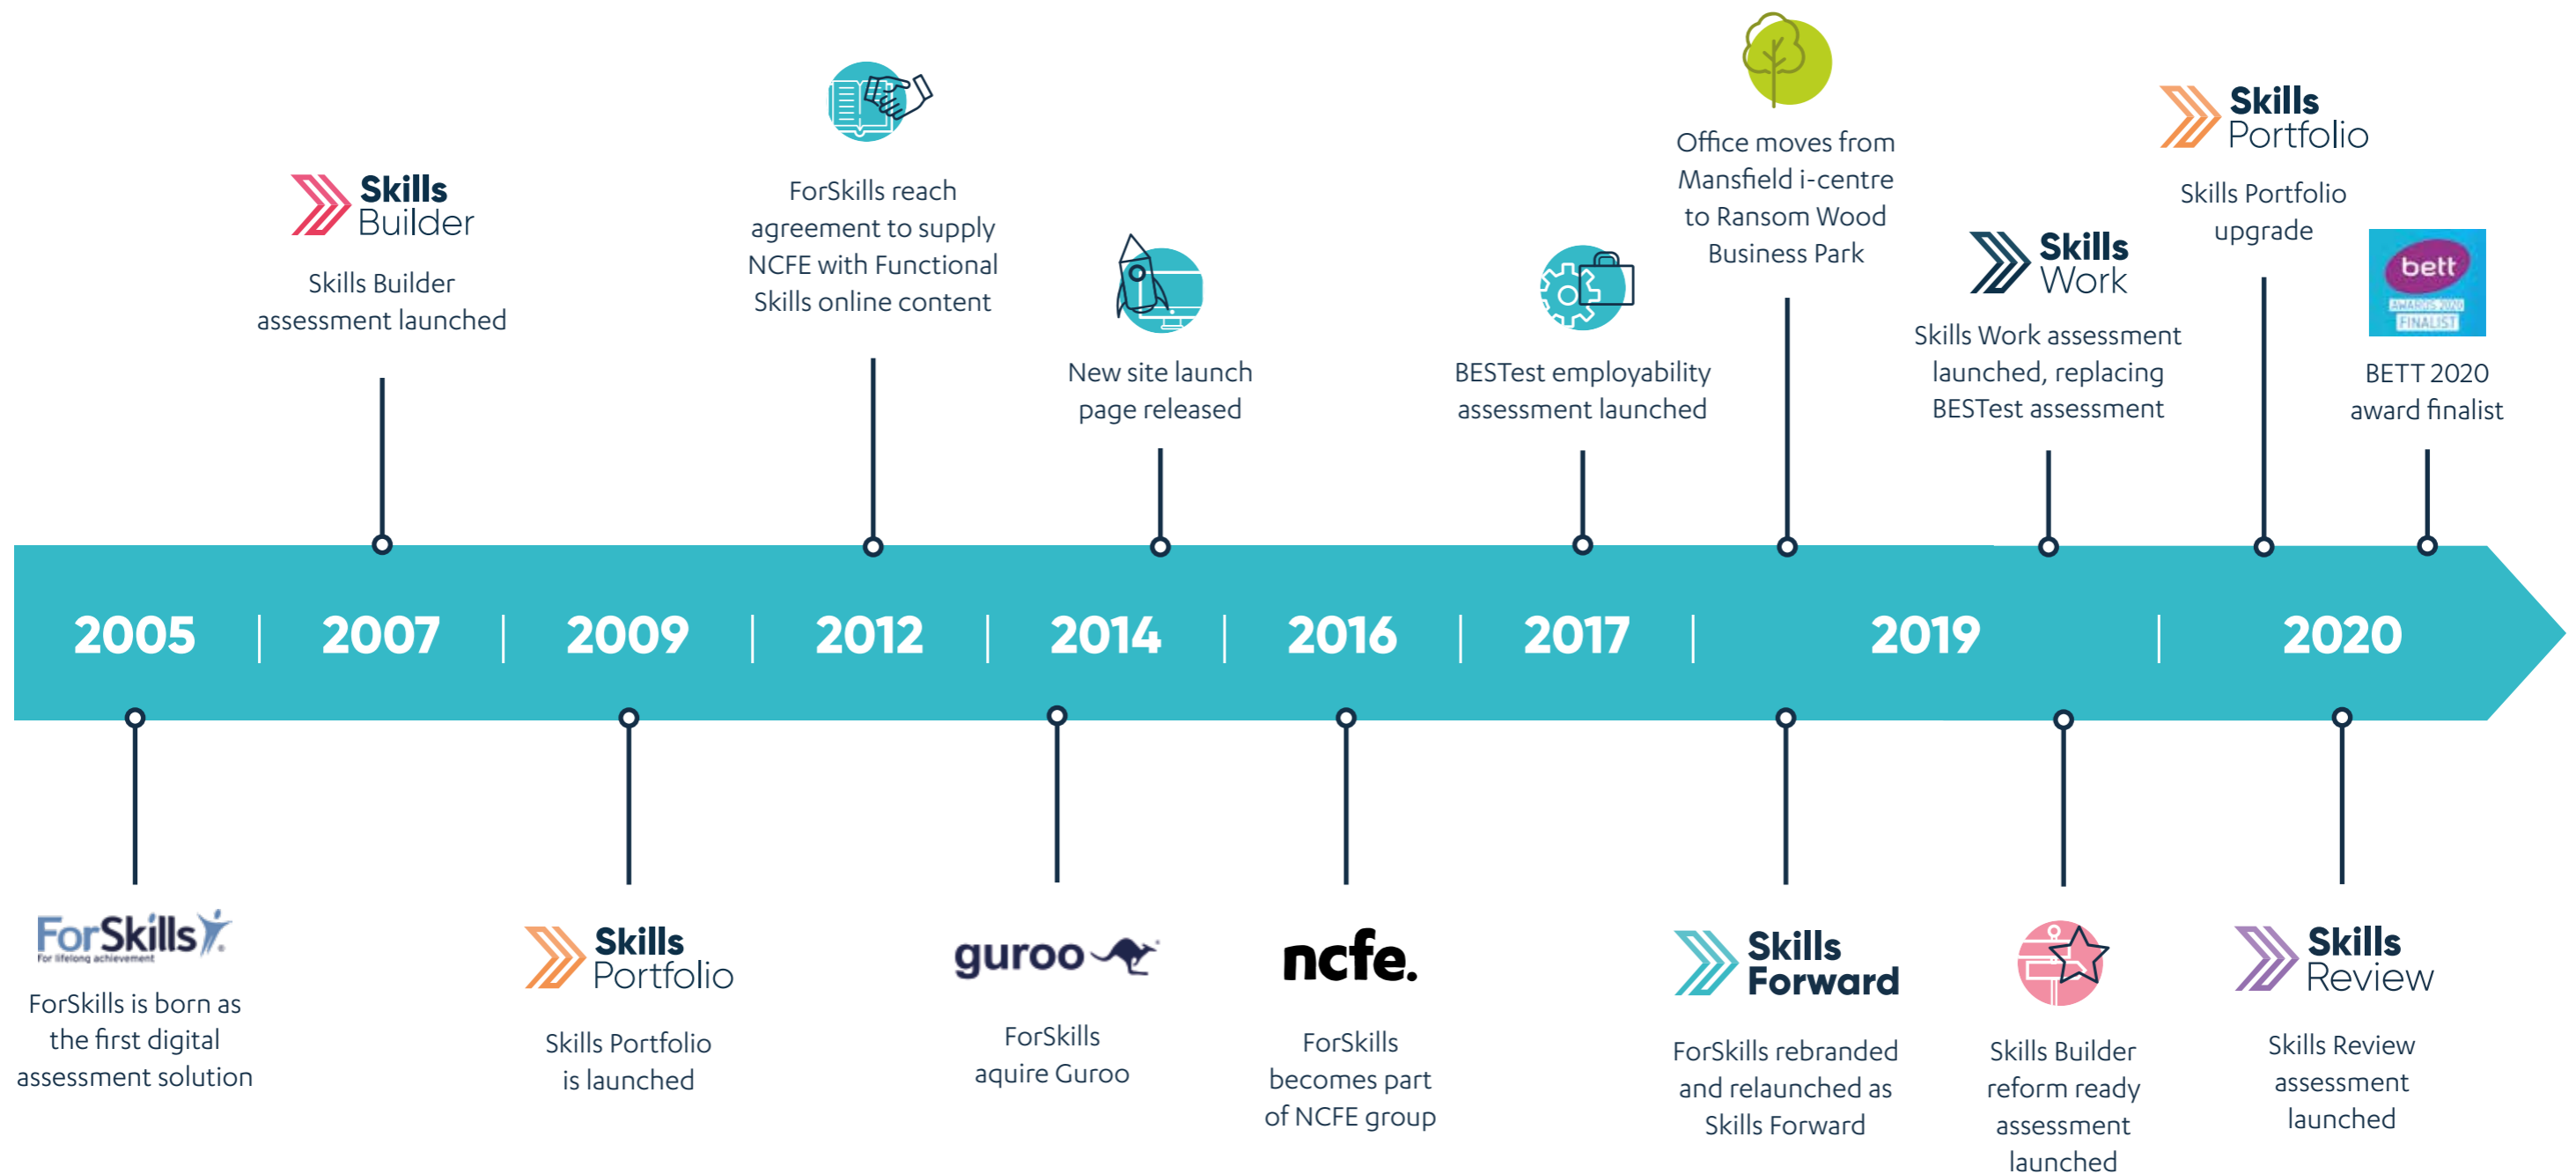 Skills
Builder
Skills Builder
assessment launched
ForSkills reach
agreement to supply
NCFE with Functional
Skills online content
New site launch
page released
BESTest employability
assessment launched
Office moves from
Mansfield i-centre
to Ransom Wood
Business Park
Skills
Work
Skills Work assessment
launched, replacing
BESTest assessment
Skills
Portfolio
Skills Portfolio
upgrade
bett
AWARDS 2020
FINALIST
BETT 2020
award finalist
2005 | 2007 | 2009 | 2012 | 2014 | 2016 | 2017 | 2019 | 2020
ForSkills
For lifelong achievement
ForSkills is born as
the first digital
assessment solution
Skills
Portfolio
Skills Portfolio
is launched
guroo
ForSkills
aquire Guroo
ncfe.
ForSkills
becomes part
of NCFE group
Skills
Forward
ForSkills rebranded
and relaunched as
Skills Forward
Skills Builder
reform ready
assessment
launched
Skills
Review
Skills Review
assessment
launched